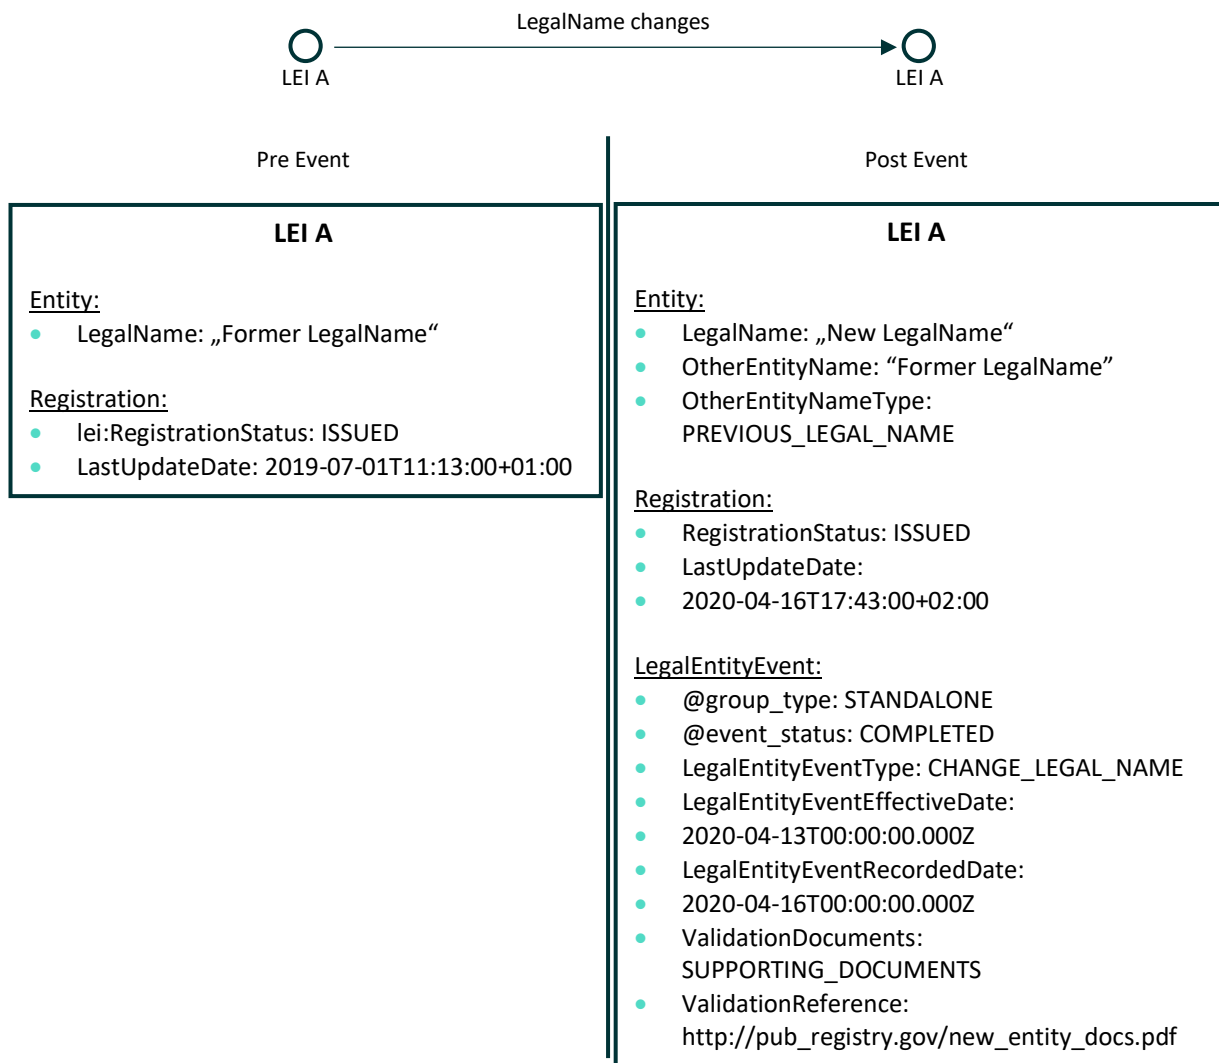 LegalName changes
LEI A
LEI A
Pre Event
Post Event
LEI A
Entity:
LegalName: „Former LegalName“
Registration:
lei:RegistrationStatus: ISSUED
LastUpdateDate: 2019-07-01T11:13:00+01:00
LEI A
Entity:
LegalName: „New LegalName“
OtherEntityName: “Former LegalName”
OtherEntityNameType:
PREVIOUS_LEGAL_NAME
Registration:
RegistrationStatus: ISSUED
LastUpdateDate:
2020-04-16T17:43:00+02:00
LegalEntityEvent:
@group_type: STANDALONE
@event_status: COMPLETED
LegalEntityEventType: CHANGE_LEGAL_NAME
LegalEntityEventEffectiveDate:
2020-04-13T00:00:00.000Z
LegalEntityEventRecordedDate:
2020-04-16T00:00:00.000Z
ValidationDocuments:
SUPPORTING_DOCUMENTS
ValidationReference:
http://pub_registry.gov/new_entity_docs.pdf